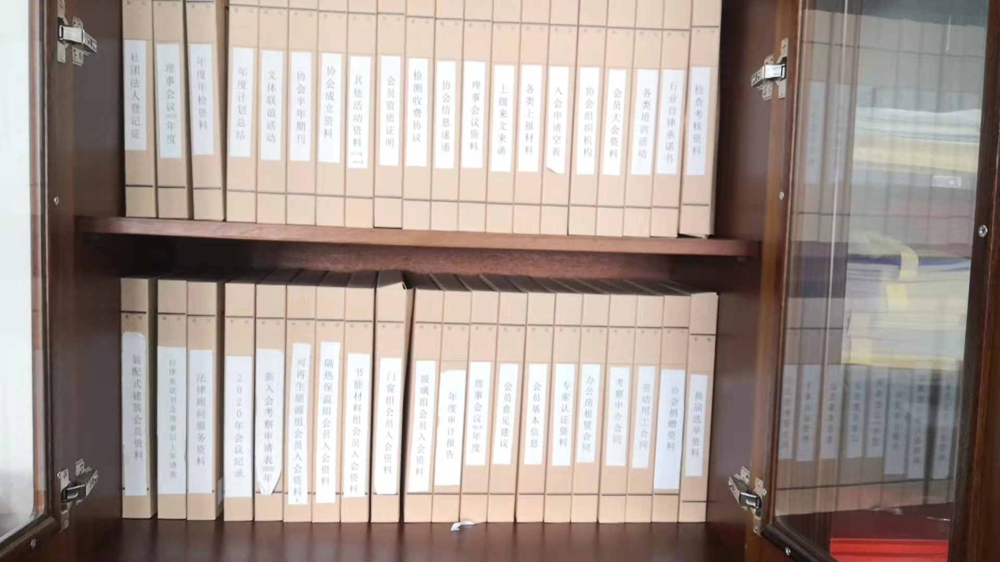 社团法人登记证
理事会议2019年度
年度年检资料
年度计划总结
文体联谊活动
协会半年期刊
协会成立资料
其他活动资料
会员资质证明
检测收费协议
协会信息速递
理事会议资料
上级来文来函
各类上报材料
入会申请空表
协会组织机构
会员大会资料
各类培训活动
行业自律承诺书
检查考核资料
装配式建筑会员资料
自律承诺书及理事以上申请表
法律顾问服务资料
2020年会议纪录
新入会考察申请表2020年
可再生能源组会员入会资料
隔热保温组会员入会资料
节能材料组会员入会资料
门窗组会员入会资料
玻璃组会员入会资料
年度审计报告
理事会议2018年度
会员意见建议
会员基本信息
专家认证资料
办公房租赁合同
考察中介合同
劳动用工合同
协会捐赠资料
换届选举资料